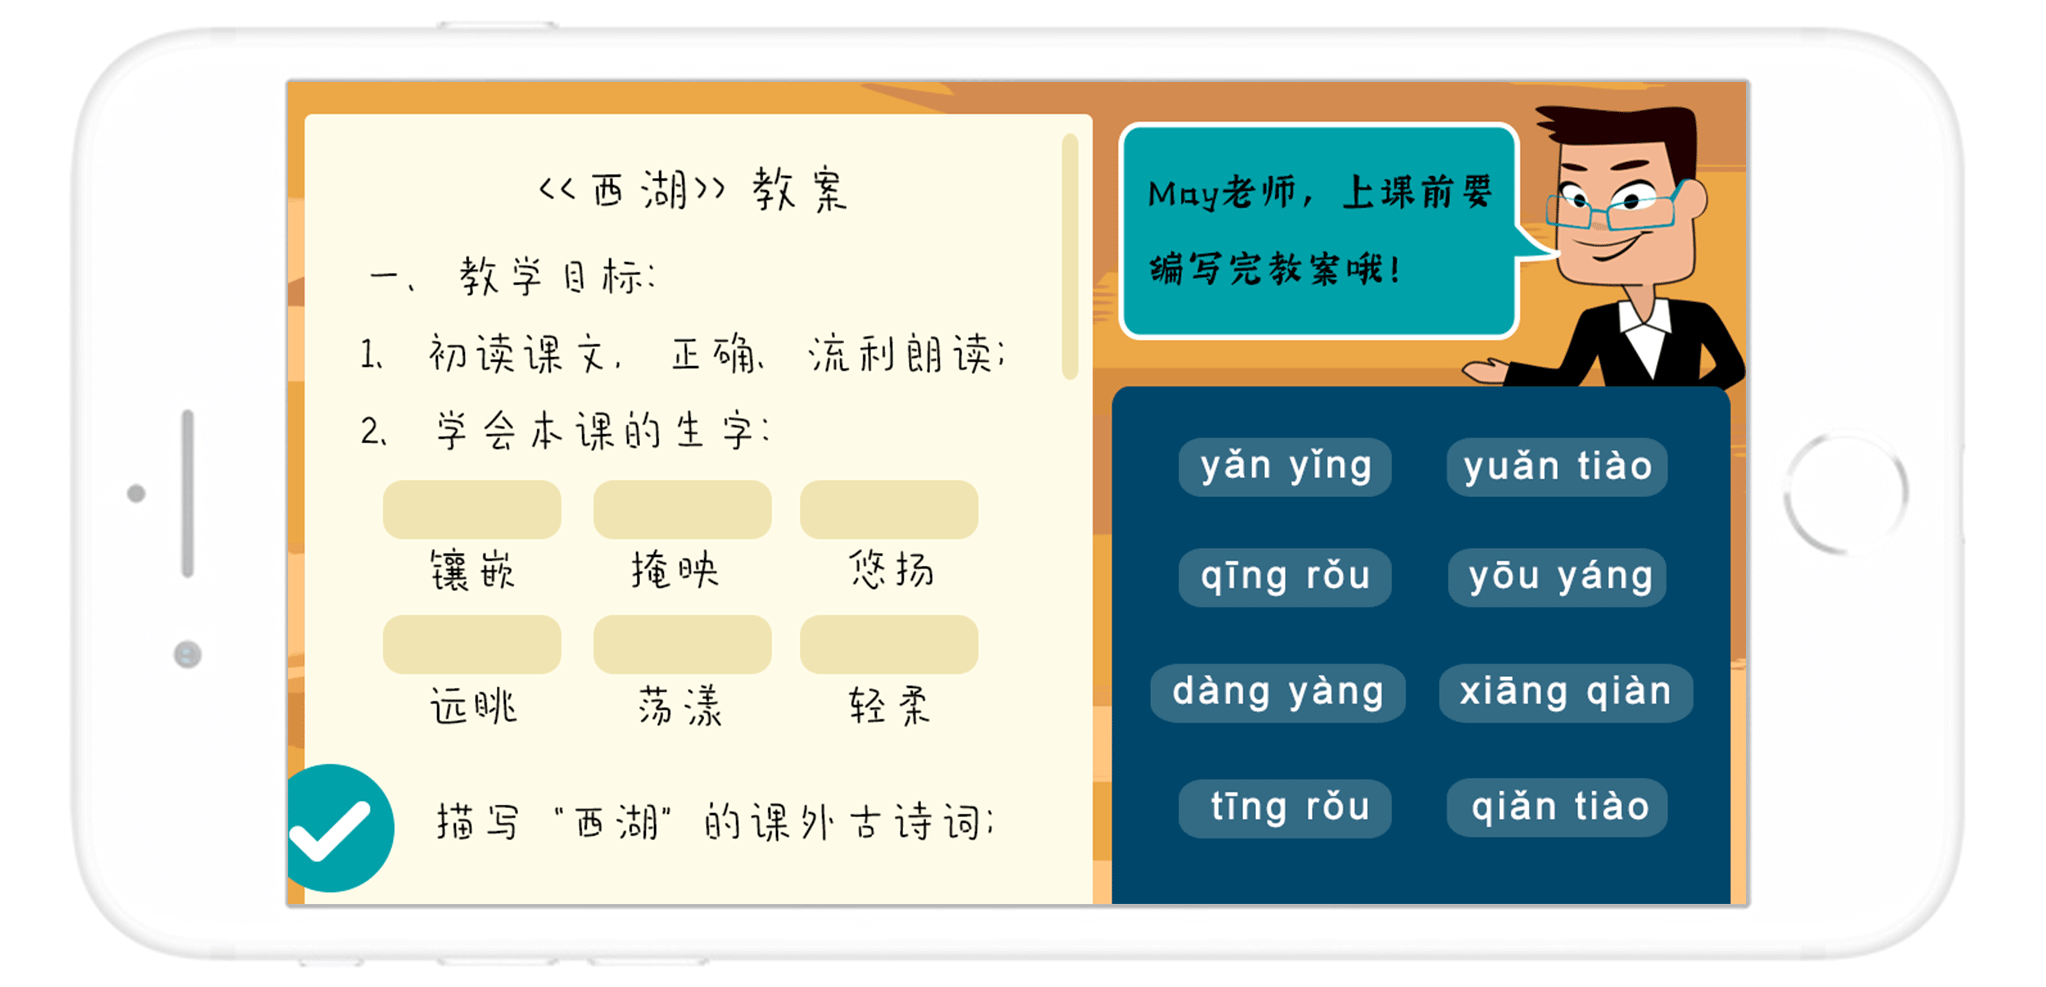 <<西湖>> 教案
一、 教学目标:
1、 初读课文, 正确、 流利朗读;
2、 学会本课的生字:
镶嵌 掩映 悠扬
远眺 荡漾 轻柔
描写 "西湖" 的课外古诗词;
May老师, 上课前要
编写完教案哦!
yǎn yǐng yuǎn tiào
qīng rǒu yōu yáng
dàng yàng xiāng qiàn
tīng rǒu qiǎn tiào